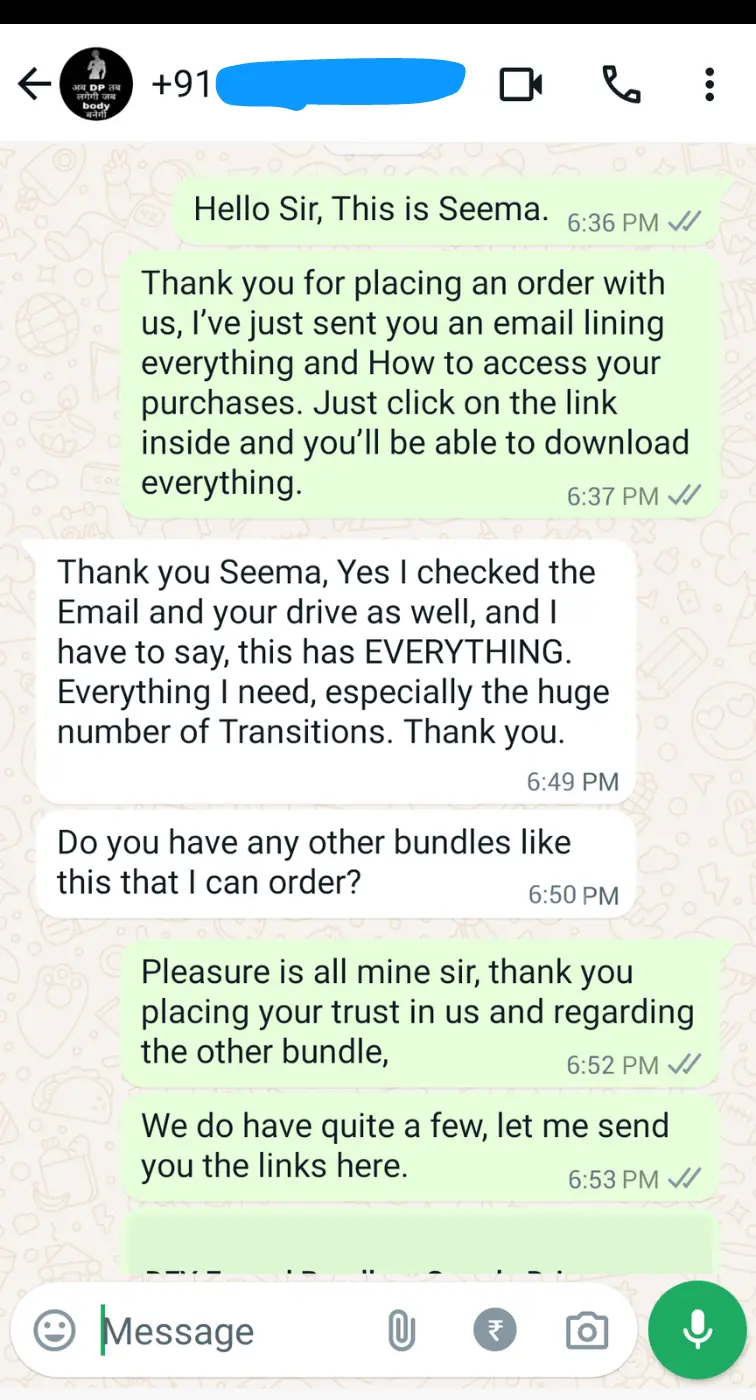 अब DP तब
लगेगी जब
body
बनेगी
+91
Hello Sir, This is Seema.
6:36 PM
Thank you for placing an order with
us, I’ve just sent you an email lining
everything and How to access your
purchases. Just click on the link
inside and you’ll be able to download
everything.
6:37 PM
Thank you Seema, Yes I checked the
Email and your drive as well, and I
have to say, this has EVERYTHING.
Everything I need, especially the huge
number of Transitions. Thank you.
6:49 PM
Do you have any other bundles like
this that I can order?
6:50 PM
Pleasure is all mine sir, thank you
placing your trust in us and regarding
the other bundle,
6:52 PM
We do have quite a few, let me send
you the links here.
6:53 PM
Message
₹